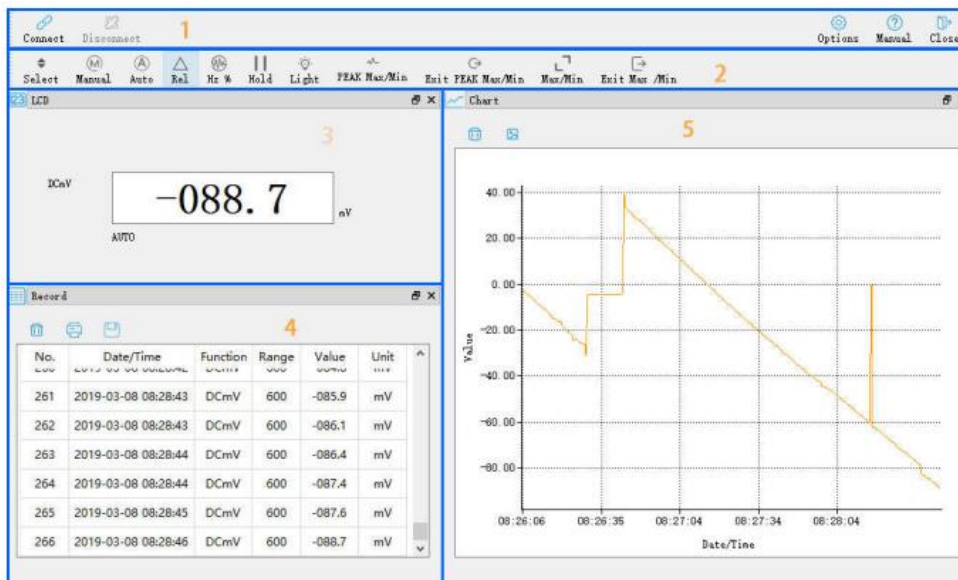 Connect Disconnect 1 Options Manual Close
Select Manual Auto Rel Hz % Hold Light PEAK Max/Min Exit PEAK Max/Min Max/Min Exit Max /Min 2
23 LCD
3
DCmV
-088.7
mV
AUTO
Record
4
No. Date/Time Function Range Value Unit
261 2019-03-08 08:28:43 DCmV 600 -085.9 mV
262 2019-03-08 08:28:43 DCmV 600 -086.1 mV
263 2019-03-08 08:28:44 DCmV 600 -086.4 mV
264 2019-03-08 08:28:44 DCmV 600 -087.4 mV
265 2019-03-08 08:28:45 DCmV 600 -087.6 mV
266 2019-03-08 08:28:46 DCmV 600 -088.7 mV
Chart
5
40.00
20.00
0.00
-20.00
-40.00
-60.00
-80.00
Value
08:26:06 08:26:35 08:27:04 08:27:34 08:28:04
Date/Time